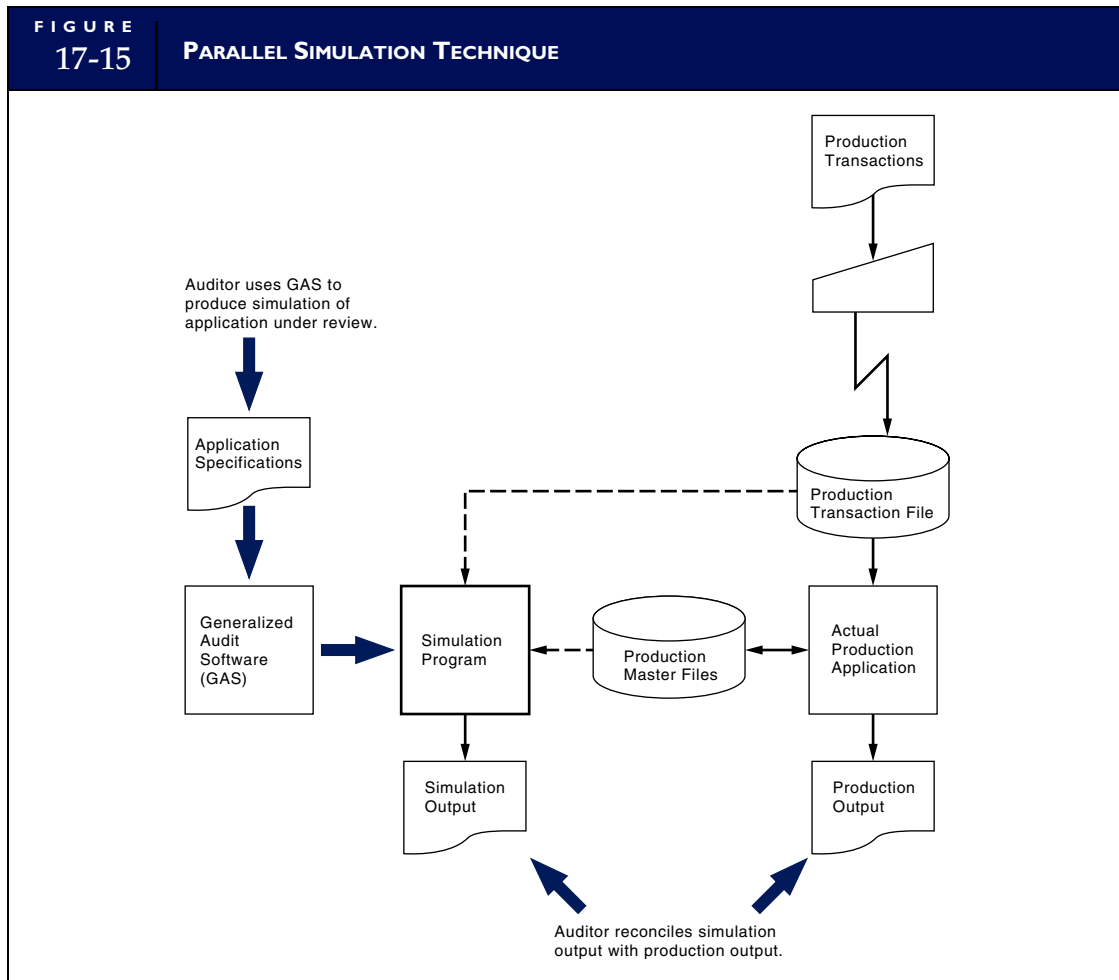 FIGURE
17-15
PARALLEL SIMULATION TECHNIQUE
Production
Transactions
Auditor uses GAS to
produce simulation of
application under review.
Application
Specifications
Production
Transaction File
Generalized
Audit
Software
(GAS)
Simulation
Program
Production
Master Files
Actual
Production
Application
Simulation
Output
Production
Output
Auditor reconciles simulation
output with production output.